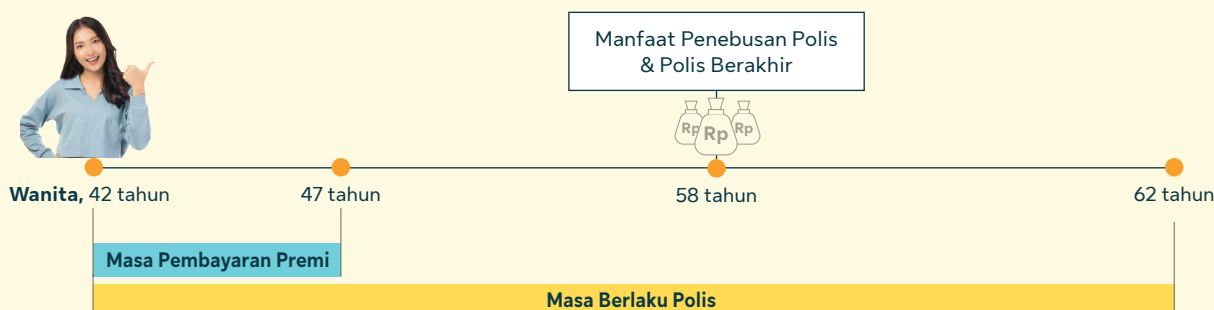 Manfaat Penebusan Polis
& Polis Berakhir
Rp Rp Rp
Wanita, 42 tahun
47 tahun
58 tahun
62 tahun
Masa Pembayaran Premi
Masa Berlaku Polis